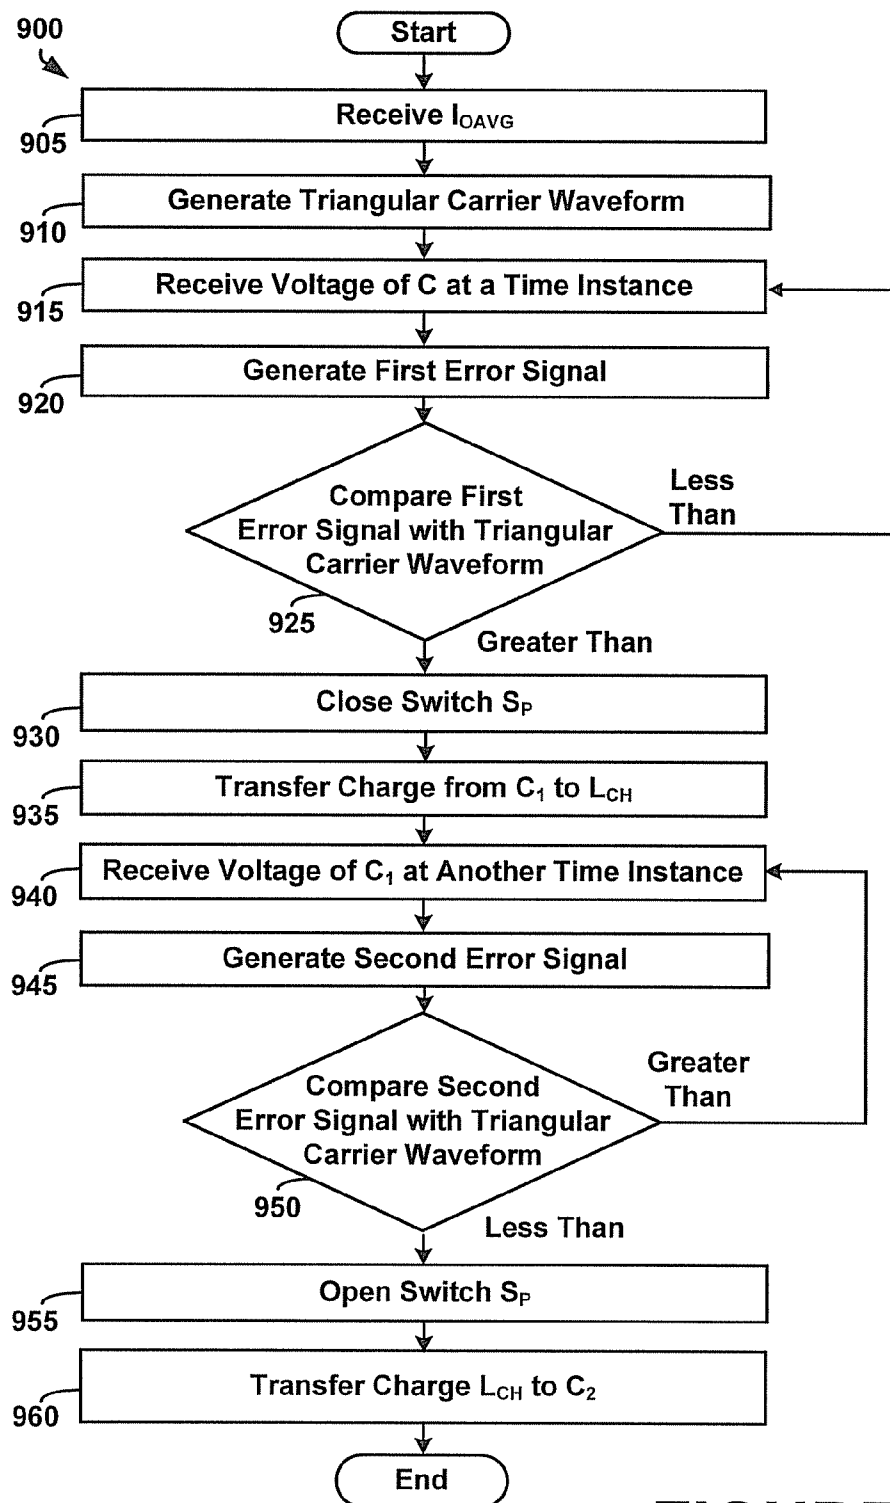 900
Start
Receive I_OAVG
905
Generate Triangular Carrier Waveform
910
Receive Voltage of C at a Time Instance
915
Generate First Error Signal
920
Compare First
Error Signal with Triangular
Carrier Waveform
925
Less
Than
Greater Than
Close Switch S_P
930
Transfer Charge from C₁ to L_CH
935
Receive Voltage of C₁ at Another Time Instance
940
Generate Second Error Signal
945
Compare Second
Error Signal with Triangular
Carrier Waveform
950
Greater
Than
Less Than
Open Switch S_P
955
Transfer Charge L_CH to C₂
960
End